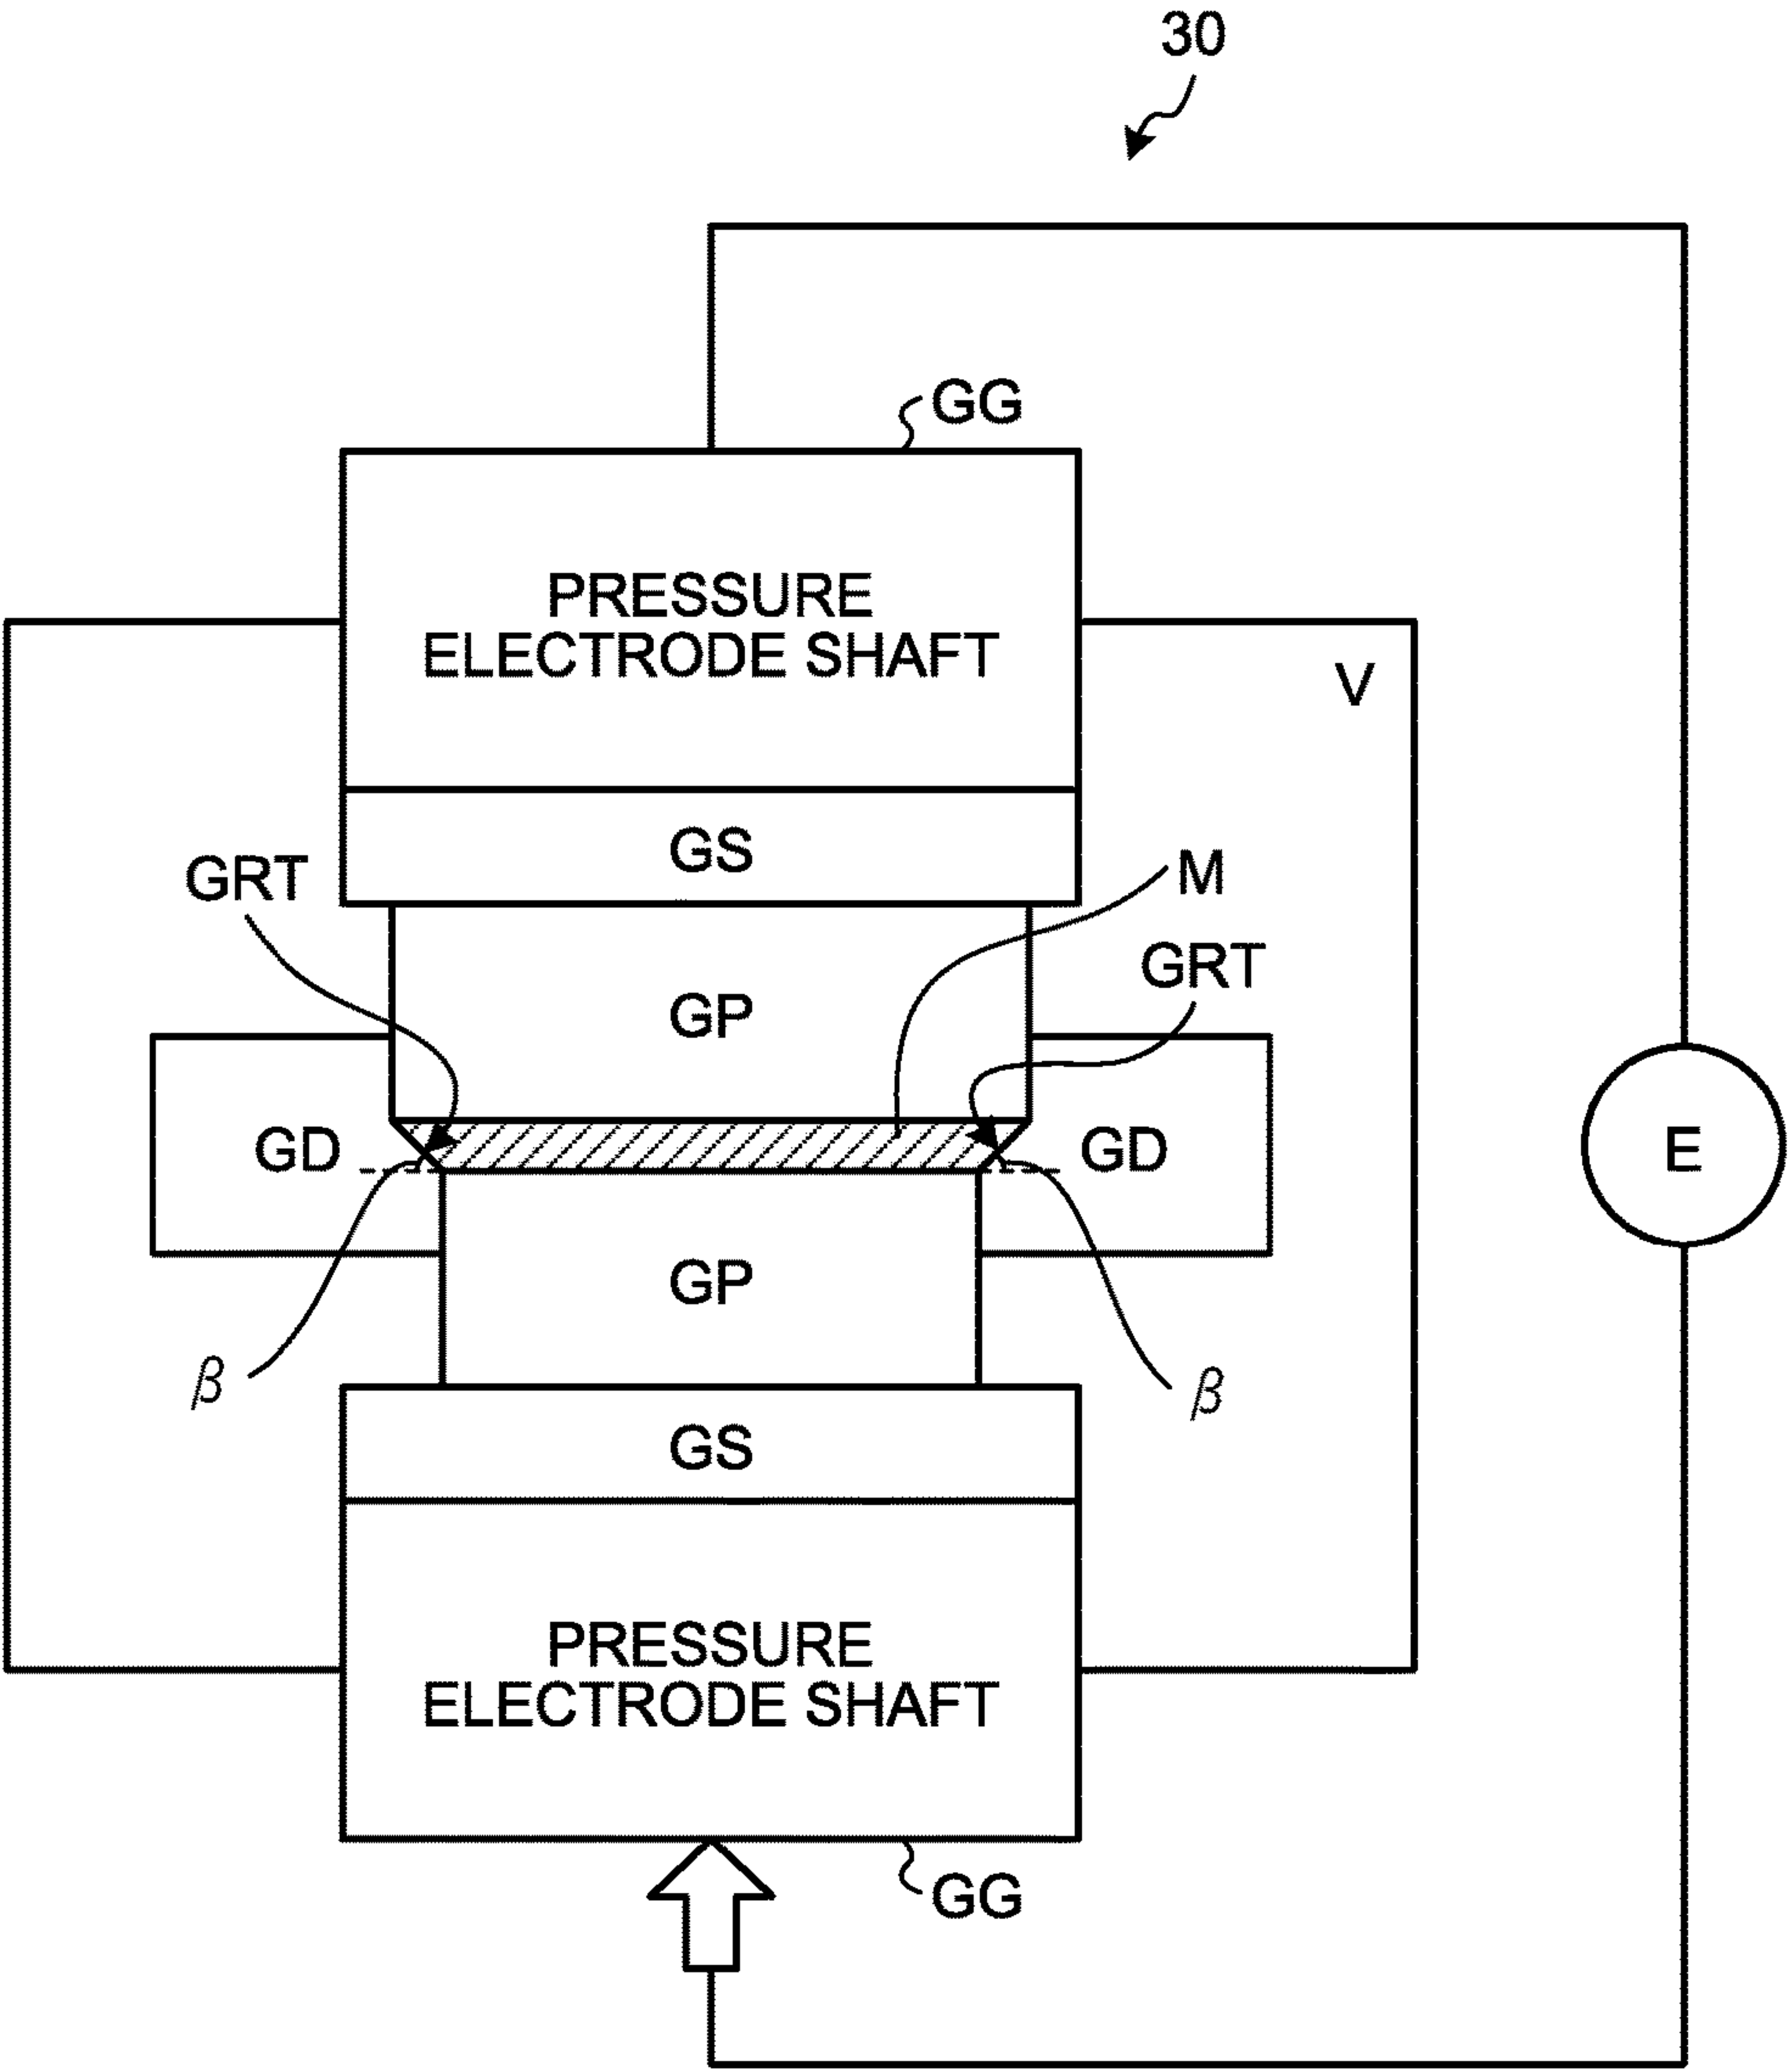 30
GG
PRESSURE
ELECTRODE SHAFT
V
GS
GRT
M
GRT
GP
GD
GD
E
GP
β
β
GS
PRESSURE
ELECTRODE SHAFT
GG